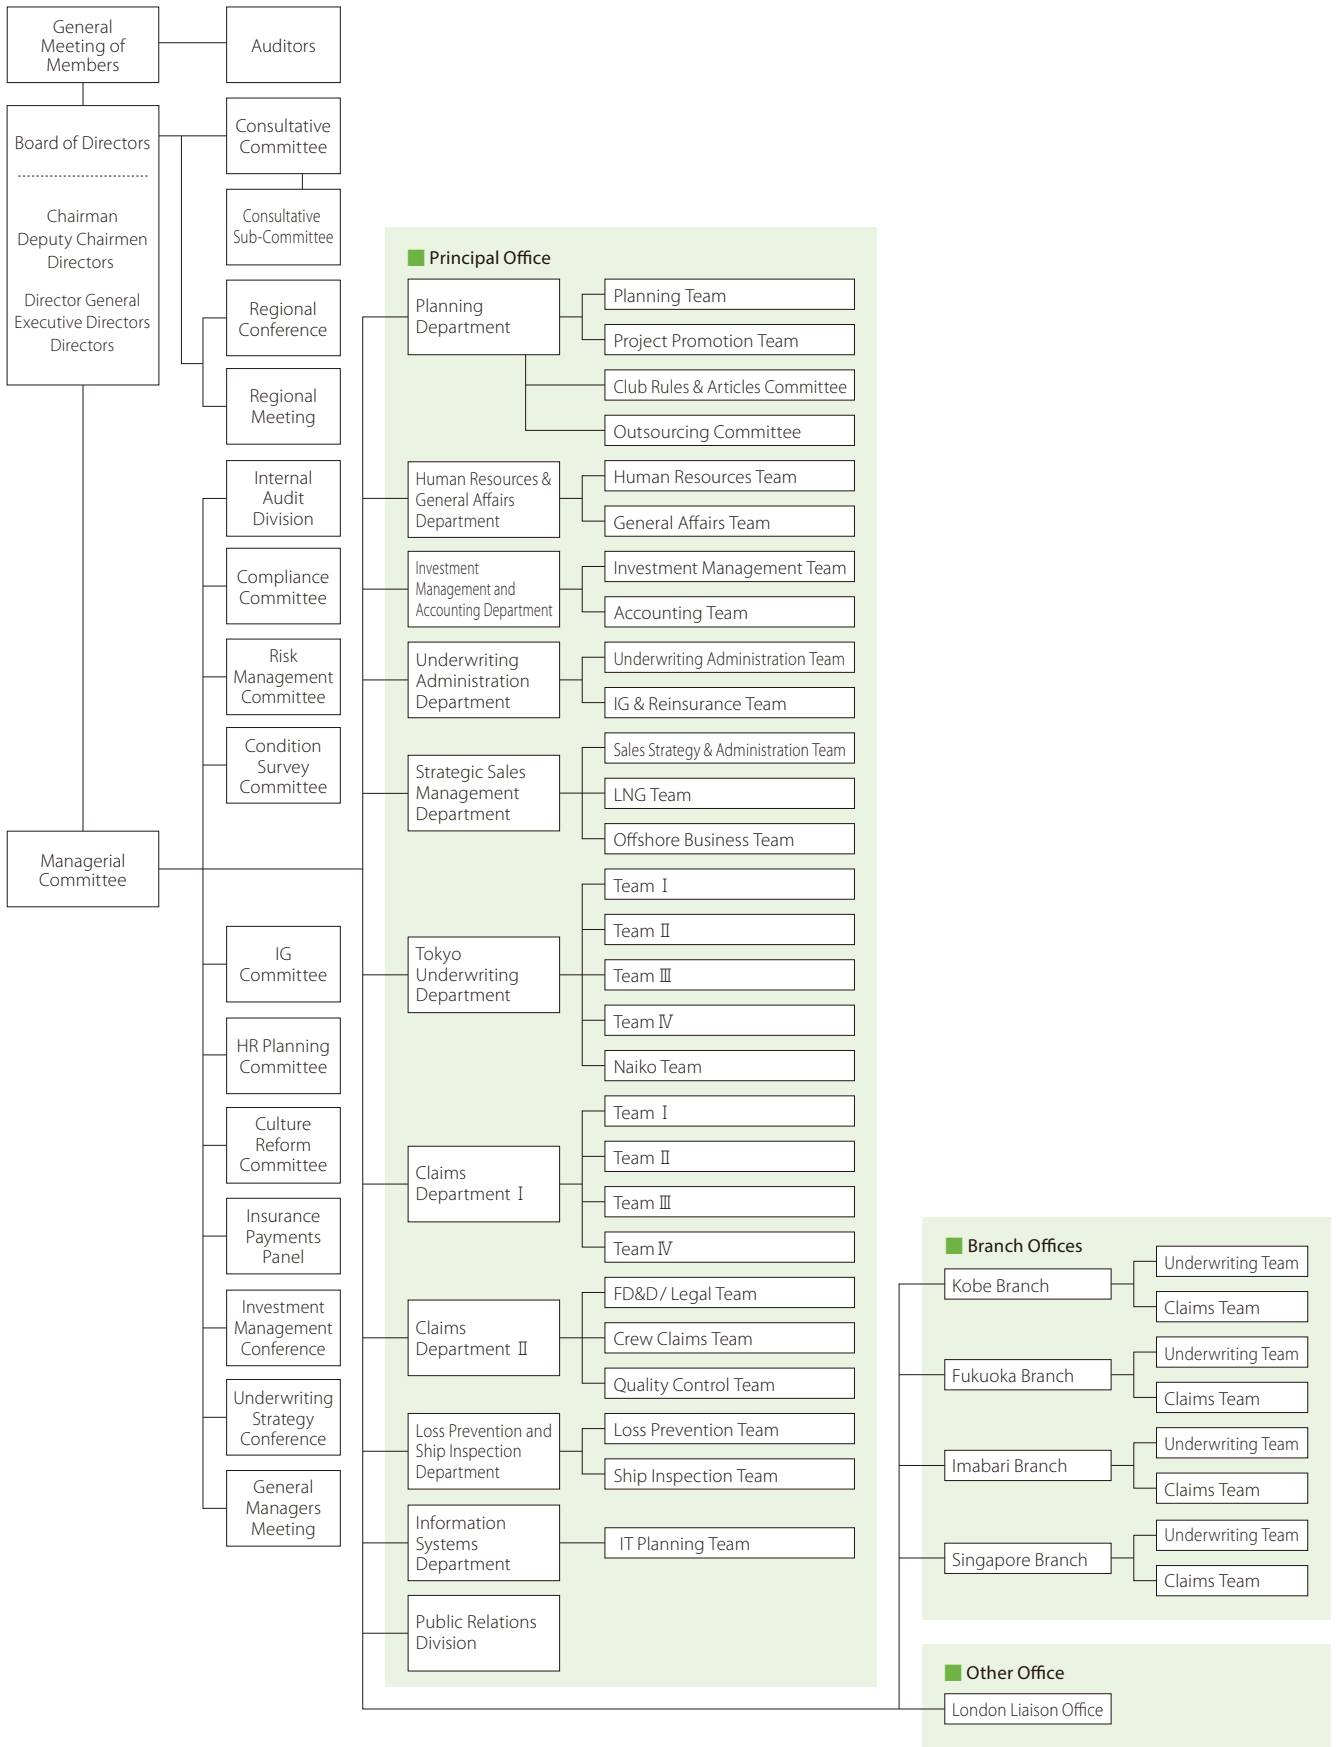 General
Meeting of
Members
Auditors
Board of Directors
Chairman
Deputy Chairmen
Directors
Director General
Executive Directors
Directors
Consultative
Committee
Consultative
Sub-Committee
Regional
Conference
Regional
Meeting
Managerial
Committee
Internal
Audit
Division
Compliance
Committee
Risk
Management
Committee
Condition
Survey
Committee
IG
Committee
HR Planning
Committee
Culture
Reform
Committee
Insurance
Payments
Panel
Investment
Management
Conference
Underwriting
Strategy
Conference
General
Managers
Meeting
Principal Office
Planning
Department
Planning Team
Project Promotion Team
Club Rules & Articles Committee
Outsourcing Committee
Human Resources &
General Affairs
Department
Human Resources Team
General Affairs Team
Investment
Management and
Accounting Department
Investment Management Team
Accounting Team
Underwriting
Administration
Department
Underwriting Administration Team
IG & Reinsurance Team
Strategic Sales
Management
Department
Sales Strategy & Administration Team
LNG Team
Offshore Business Team
Tokyo
Underwriting
Department
Team Ⅰ
Team Ⅱ
Team Ⅲ
Team Ⅳ
Naiko Team
Claims
Department Ⅰ
Team Ⅰ
Team Ⅱ
Team Ⅲ
Team Ⅳ
Claims
Department Ⅱ
FD&D / Legal Team
Crew Claims Team
Quality Control Team
Loss Prevention and
Ship Inspection
Department
Loss Prevention Team
Ship Inspection Team
Information
Systems
Department
IT Planning Team
Public Relations
Division
Branch Offices
Kobe Branch
Underwriting Team
Claims Team
Fukuoka Branch
Underwriting Team
Claims Team
Imabari Branch
Underwriting Team
Claims Team
Singapore Branch
Underwriting Team
Claims Team
Other Office
London Liaison Office